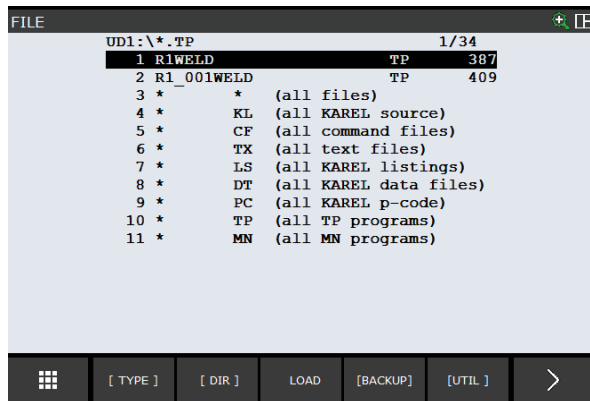 FILE
UD1:\*.TP 1/34
1 R1WELD TP 387
2 R1_001WELD TP 409
3 * * (all files)
4 * KL (all KAREL source)
5 * CF (all command files)
6 * TX (all text files)
7 * LS (all KAREL listings)
8 * DT (all KAREL data files)
9 * PC (all KAREL p-code)
10 * TP (all TP programs)
11 * MN (all MN programs)
[ TYPE ] [ DIR ] LOAD [BACKUP] [UTIL ]